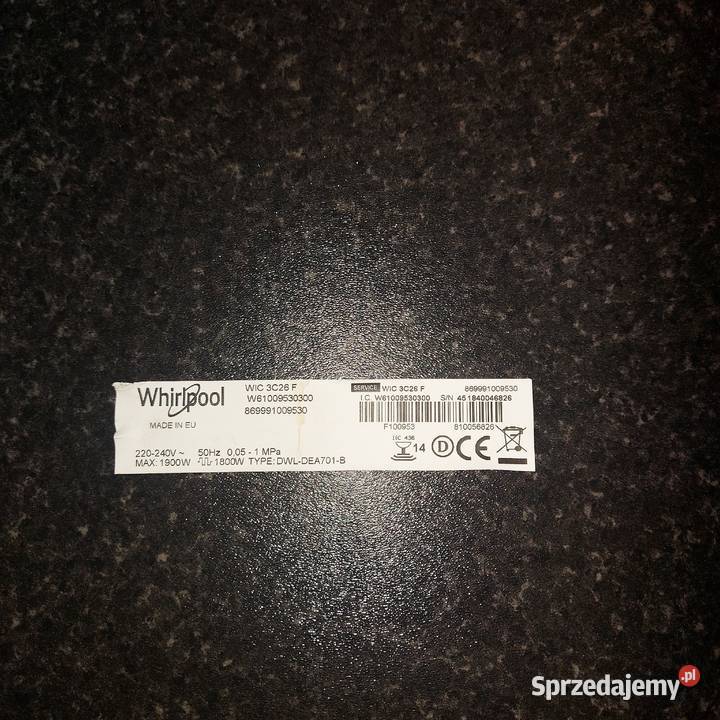 Whirlpool
MADE IN EU
WIC 3C26 F
W61009530300
869991009530
220-240V ~ 50Hz 0,05 - 1 MPa
MAX: 1900W 1800W TYPE: DWL-DEA701-B
SERVICE WIC 3C26 F 869991009530
I.C. W61009530300 S/N 451840046826
F100953 810056826
IEC 436
14 D CE
Sprzedajemy.pl